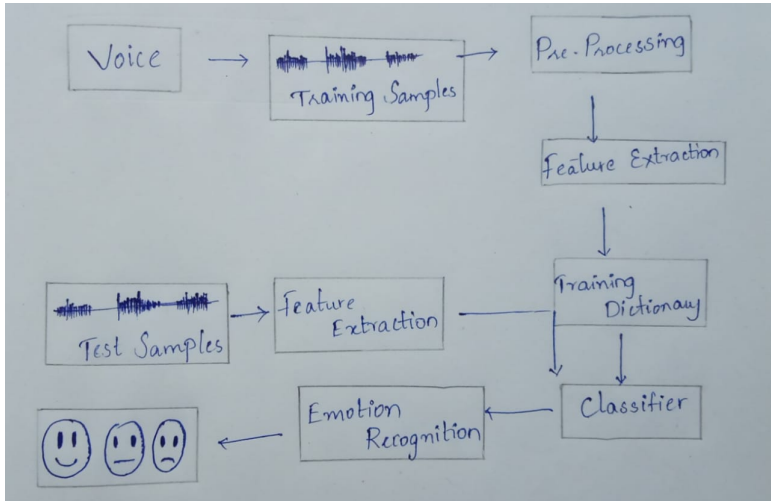 Voice
Training Samples
Pre-Processing
Feature Extraction
Training
Dictionary
Test Samples
Feature
Extraction
Classifier
Emotion
Recognition